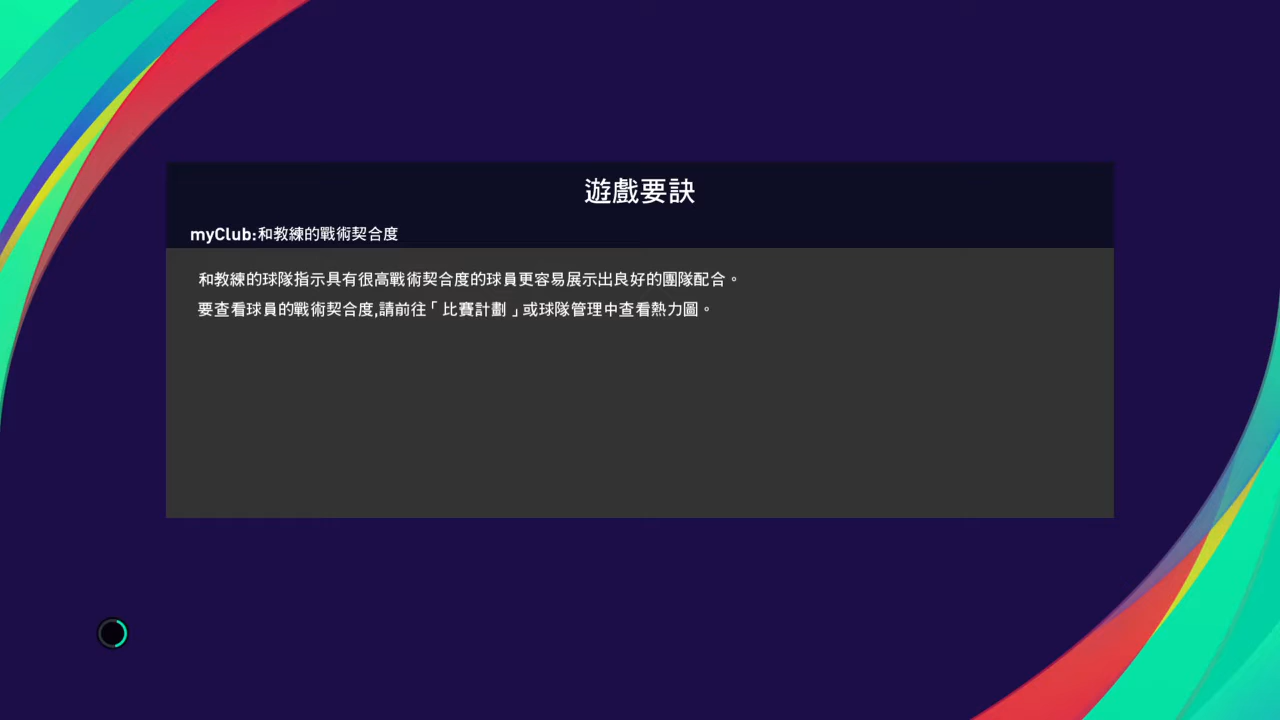 遊戲要訣
myClub:和教練的戰術契合度
和教練的球隊指示具有很高戰術契合度的球員更容易展示出良好的團隊配合。
要查看球員的戰術契合度,請前往「比賽計劃」或球隊管理中查看熱力圖。